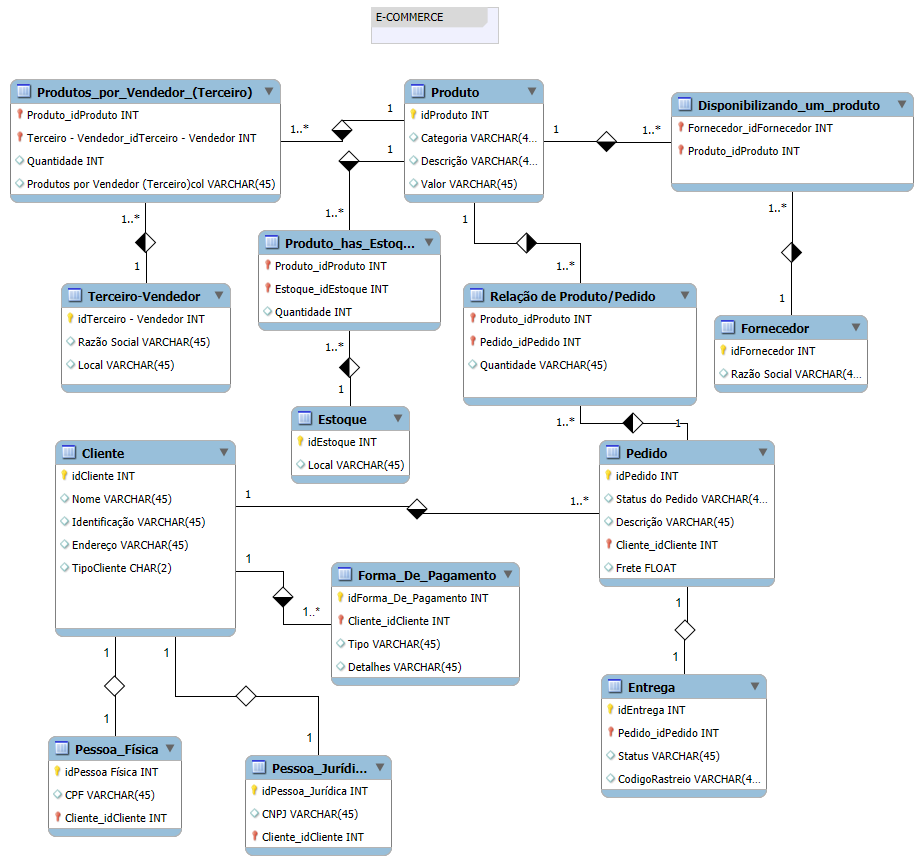 E-COMMERCE
Produtos_por_Vendedor_(Terceiro)
Produto_idProduto INT
Terceiro - Vendedor_idTerceiro - Vendedor INT
Quantidade INT
Produtos por Vendedor (Terceiro)col VARCHAR(45)
1..*
1
Produto
idProduto INT
Categoria VARCHAR(4...
Descrição VARCHAR(4...
Valor VARCHAR(45)
1
1..*
Disponibilizando_um_produto
Fornecedor_idFornecedor INT
Produto_idProduto INT
1..*
1
1
1..*
1
1..*
1..*
1
Terceiro-Vendedor
idTerceiro - Vendedor INT
Razão Social VARCHAR(45)
Local VARCHAR(45)
Produto_has_Estoq...
Produto_idProduto INT
Estoque_idEstoque INT
Quantidade INT
1..*
1
Relação de Produto/Pedido
Produto_idProduto INT
Pedido_idPedido INT
Quantidade VARCHAR(45)
1..*
1
Fornecedor
idFornecedor INT
Razão Social VARCHAR(4...
Estoque
idEstoque INT
Local VARCHAR(45)
Cliente
idCliente INT
Nome VARCHAR(45)
Identificação VARCHAR(45)
Endereço VARCHAR(45)
TipoCliente CHAR(2)
1
1..*
Pedido
idPedido INT
Status do Pedido VARCHAR(4...
Descrição VARCHAR(45)
Cliente_idCliente INT
Frete FLOAT
1
1..*
Forma_De_Pagamento
idForma_De_Pagamento INT
Cliente_idCliente INT
Tipo VARCHAR(45)
Detalhes VARCHAR(45)
1
1
Entrega
idEntrega INT
Pedido_idPedido INT
Status VARCHAR(45)
CodigoRastreio VARCHAR(4...
1
1
Pessoa_Física
idPessoa Física INT
CPF VARCHAR(45)
Cliente_idCliente INT
1
1
Pessoa_Jurídi...
idPessoa_Jurídica INT
CNPJ VARCHAR(45)
Cliente_idCliente INT